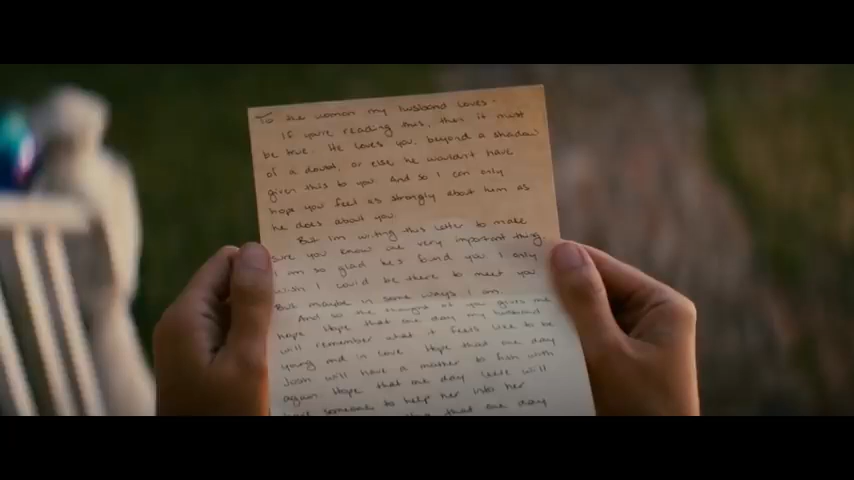 To the woman my husband loves.
If you're reading this, then it must
be true. He loves you, beyond a shadow
of a doubt, or else he wouldn't have
given this to you. And so I can only
hope you feel as strongly about him as
he does about you.
But I'm writing this letter to make
sure you know one very important thing
I am so glad he's found you. I only
wish I could be there to meet you
But maybe in some ways I am.
And so the thought of you gives me
hope. Hope that one day my husband
will remember what it feels like to be
young and in love. Hope that one day
Josh will have a mother to fish with
again. Hope that one day Lexie will
have someone to help her into her
that one day